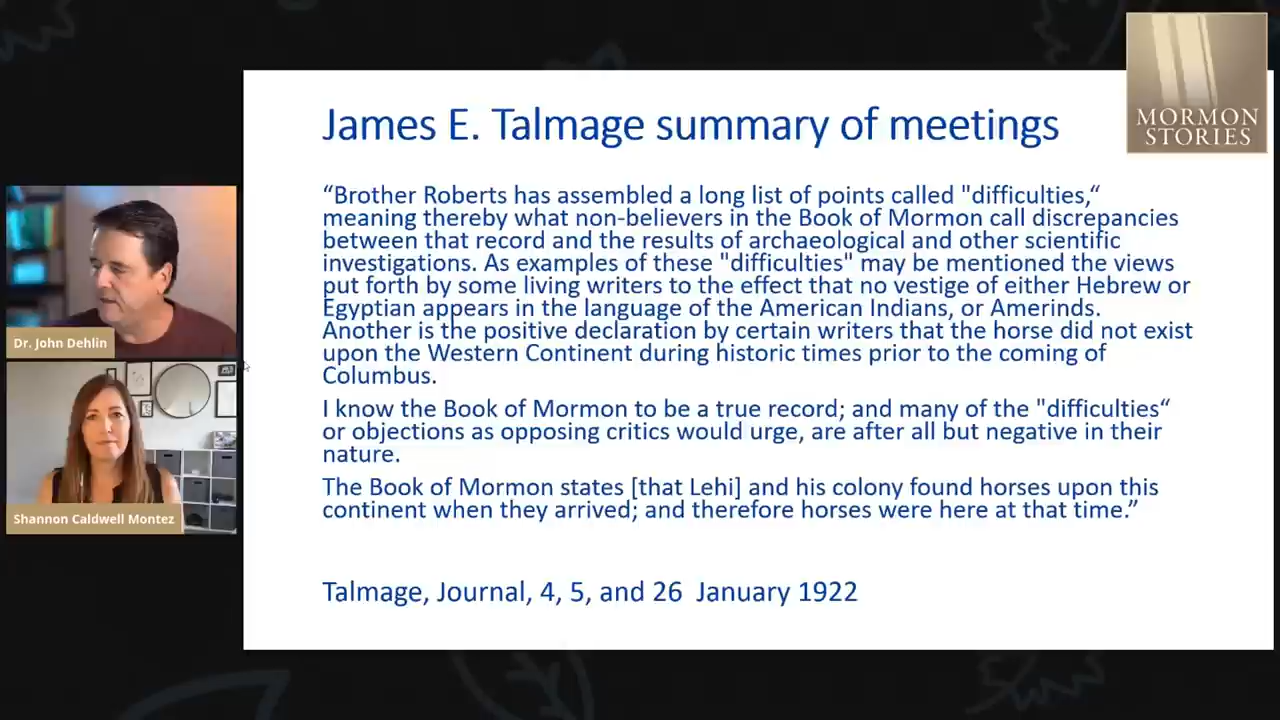 MORMON
STORIES
James E. Talmage summary of meetings
“Brother Roberts has assembled a long list of points called "difficulties,“
meaning thereby what non-believers in the Book of Mormon call discrepancies
between that record and the results of archaeological and other scientific
investigations. As examples of these "difficulties" may be mentioned the views
put forth by some living writers to the effect that no vestige of either Hebrew or
Egyptian appears in the language of the American Indians, or Amerinds.
Another is the positive declaration by certain writers that the horse did not exist
upon the Western Continent during historic times prior to the coming of
Columbus.
I know the Book of Mormon to be a true record; and many of the "difficulties“
or objections as opposing critics would urge, are after all but negative in their
nature.
The Book of Mormon states [that Lehi] and his colony found horses upon this
continent when they arrived; and therefore horses were here at that time.”
Talmage, Journal, 4, 5, and 26 January 1922
Dr. John Dehlin
Shannon Caldwell Montez